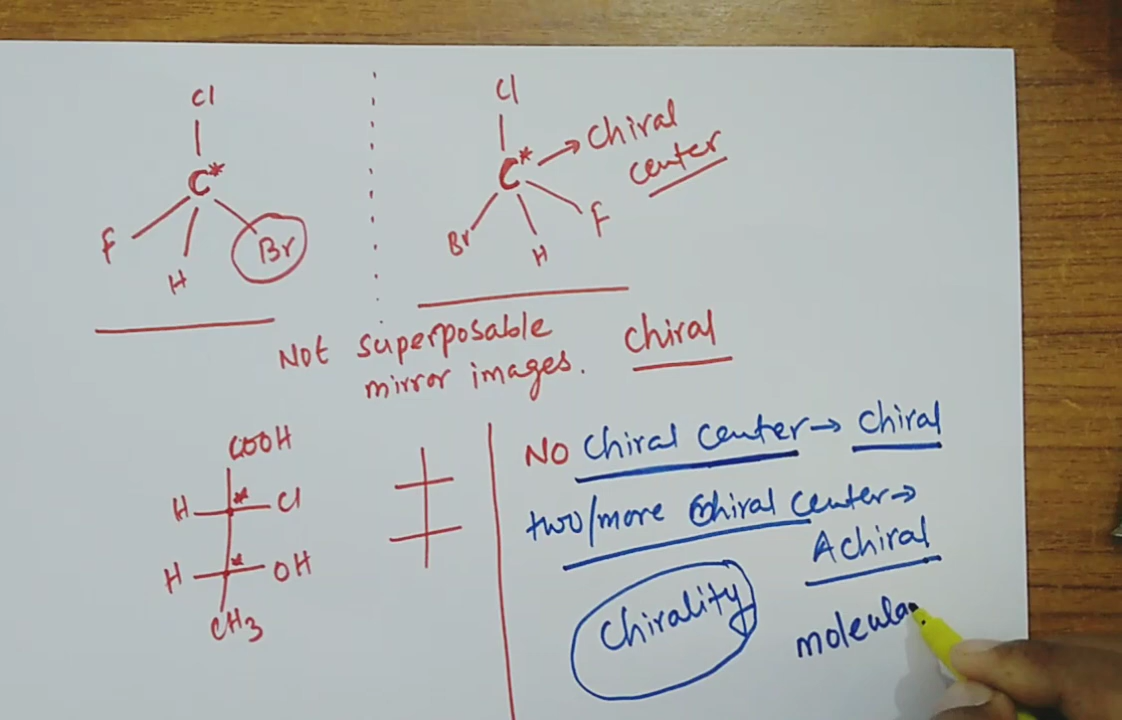 Cl
C*
F
H
Br
Cl
C*
Br
H
F
Chiral
center
Not superposable
mirror images.
chiral
COOH
H * Cl
H * OH
CH3
NO Chiral center → chiral
two/more Chiral center →
Achiral
Chirality